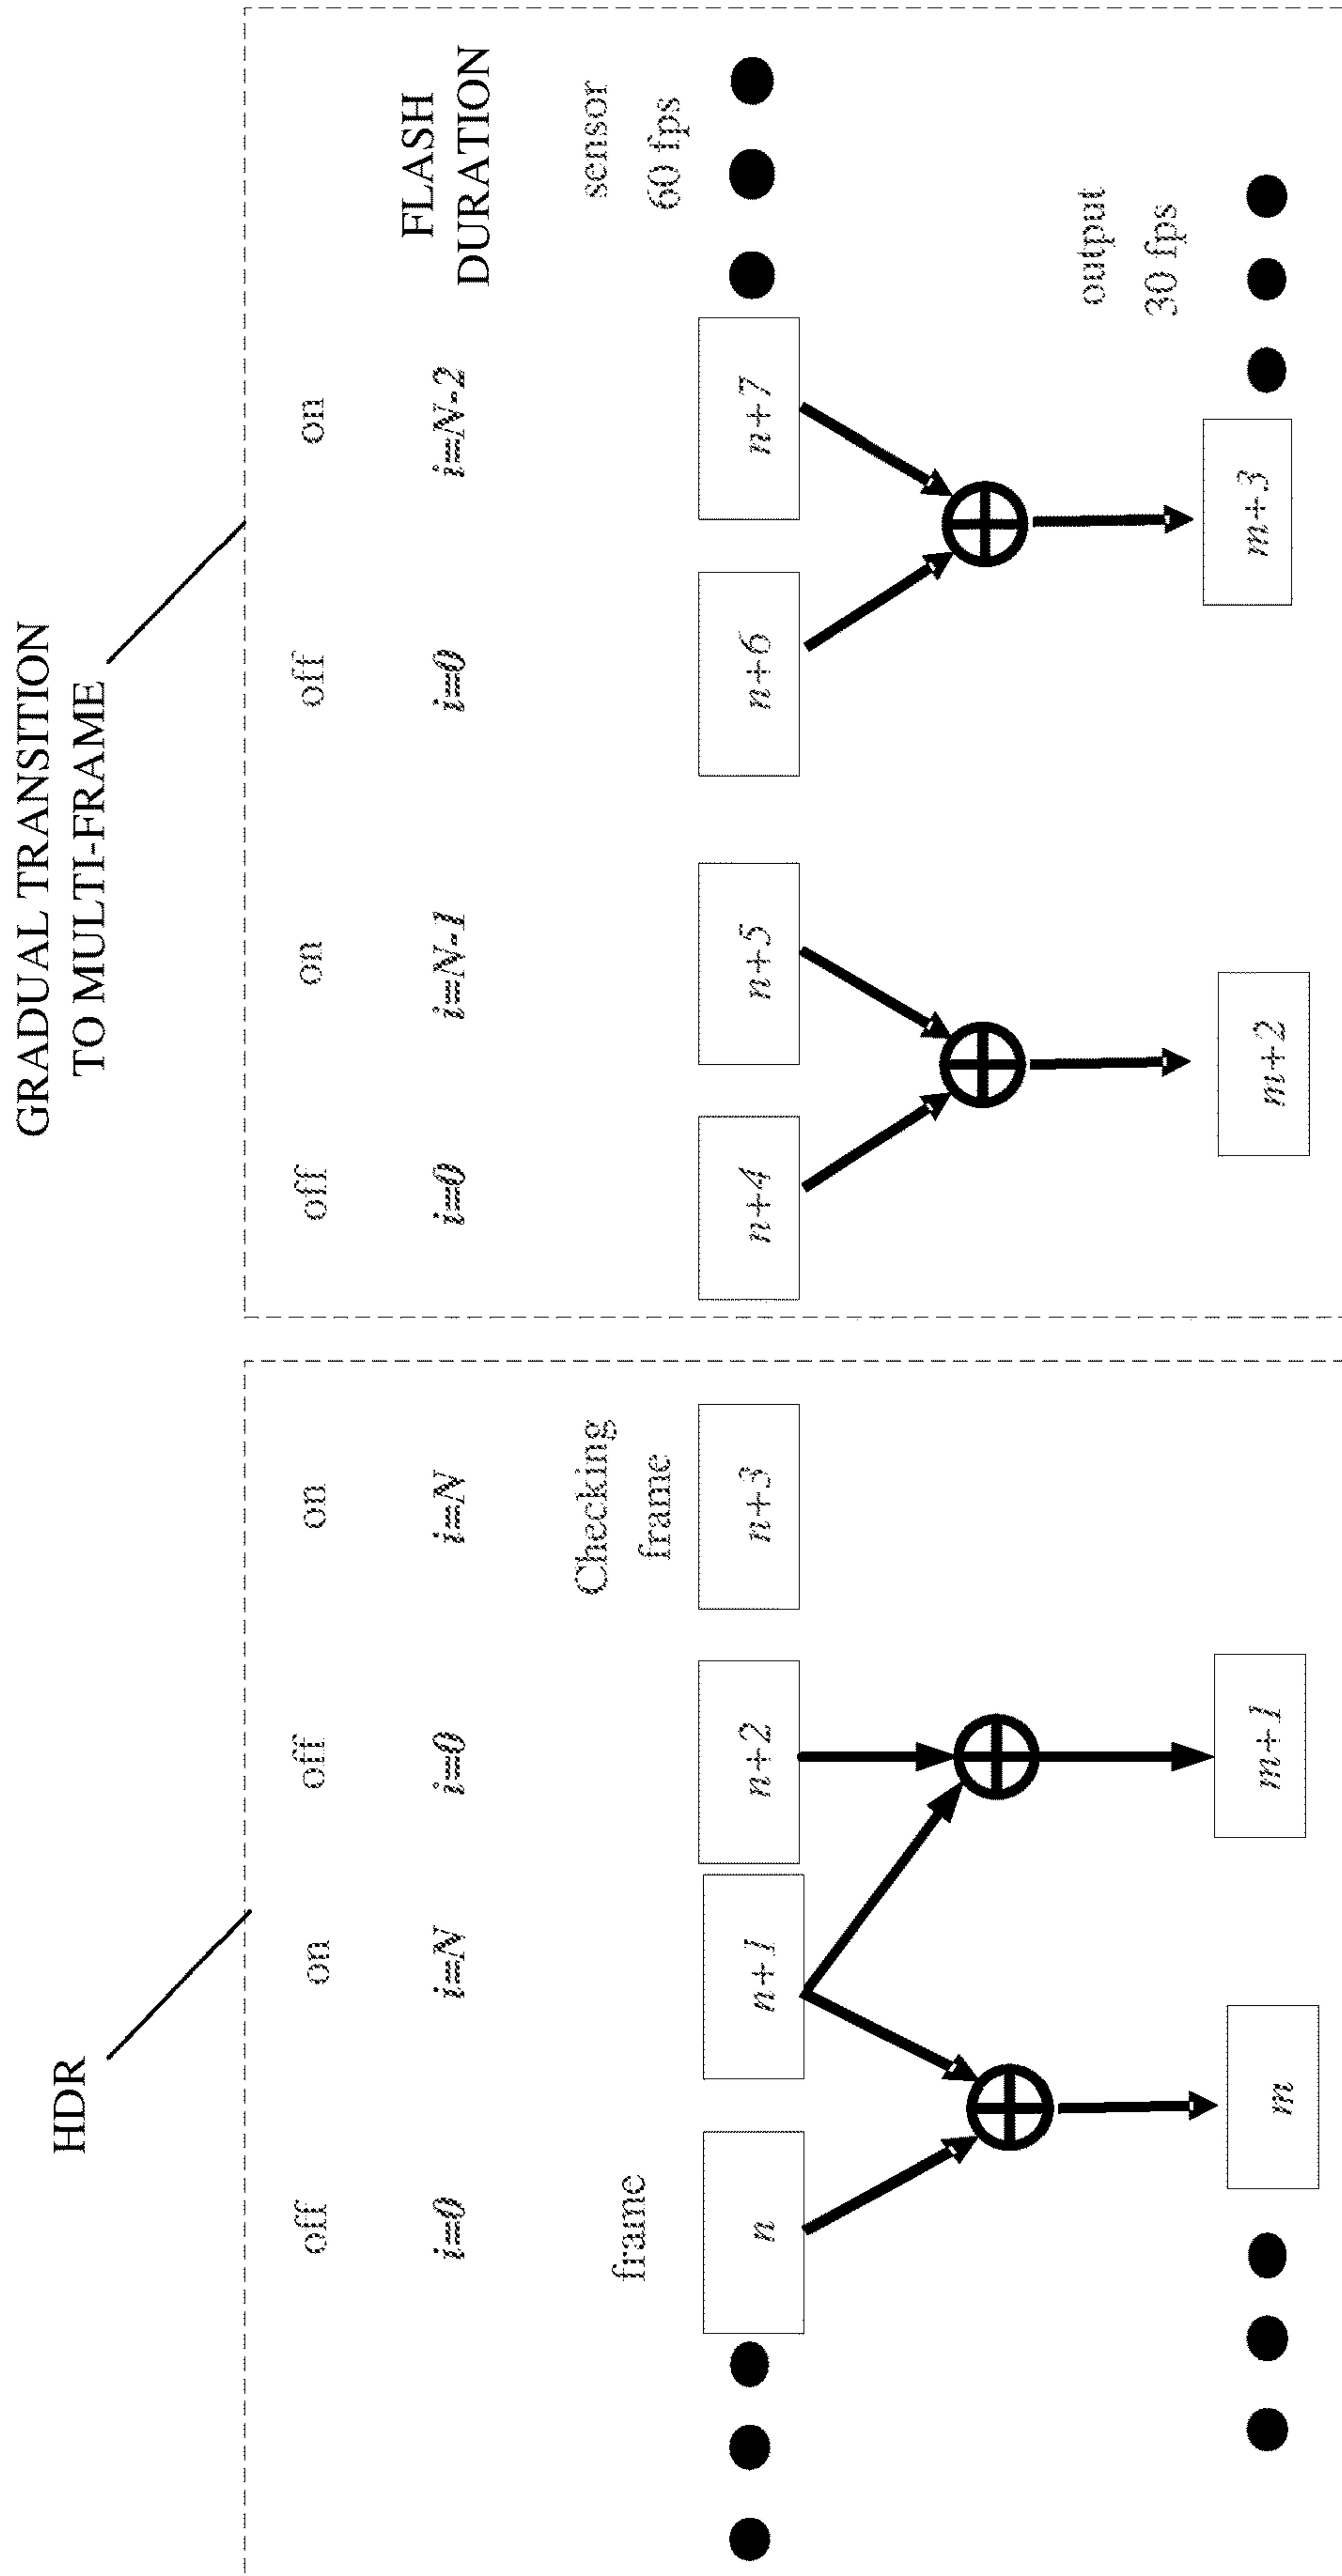 HDR
GRADUAL TRANSITION
TO MULTI-FRAME
off
on
off
on
off
on
off
on
i=0
i=N
i=0
i=N
i=0
i=N-1
i=0
i=N-2
FLASH
DURATION
frame
Checking
frame
sensor
60 fps
n
n+1
n+2
n+3
n+4
n+5
n+6
n+7
output
30 fps
m
m+1
m+2
m+3